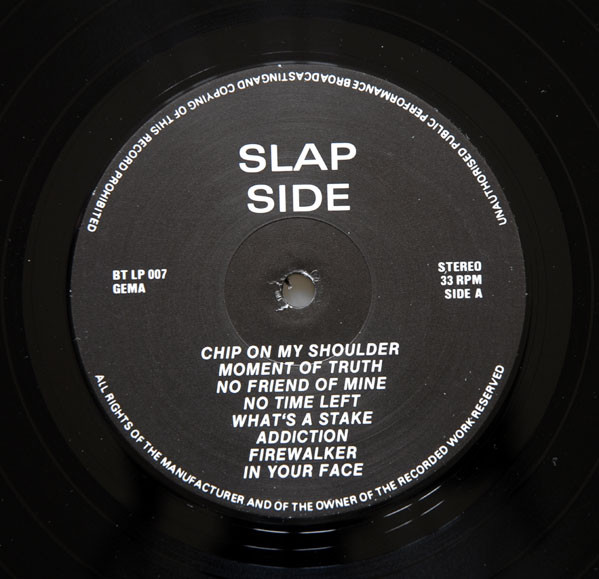 UNAUTHORISED PUBLIC PERFORMANCE BROADCASTING AND COPYING OF THIS RECORD PROHIBITED
SLAP
SIDE
BT LP 007
GEMA
STEREO
33 RPM
SIDE A
CHIP ON MY SHOULDER
MOMENT OF TRUTH
NO FRIEND OF MINE
NO TIME LEFT
WHAT'S A STAKE
ADDICTION
FIREWALKER
IN YOUR FACE
ALL RIGHTS OF THE MANUFACTURER AND OF THE OWNER OF THE RECORDED WORK RESERVED